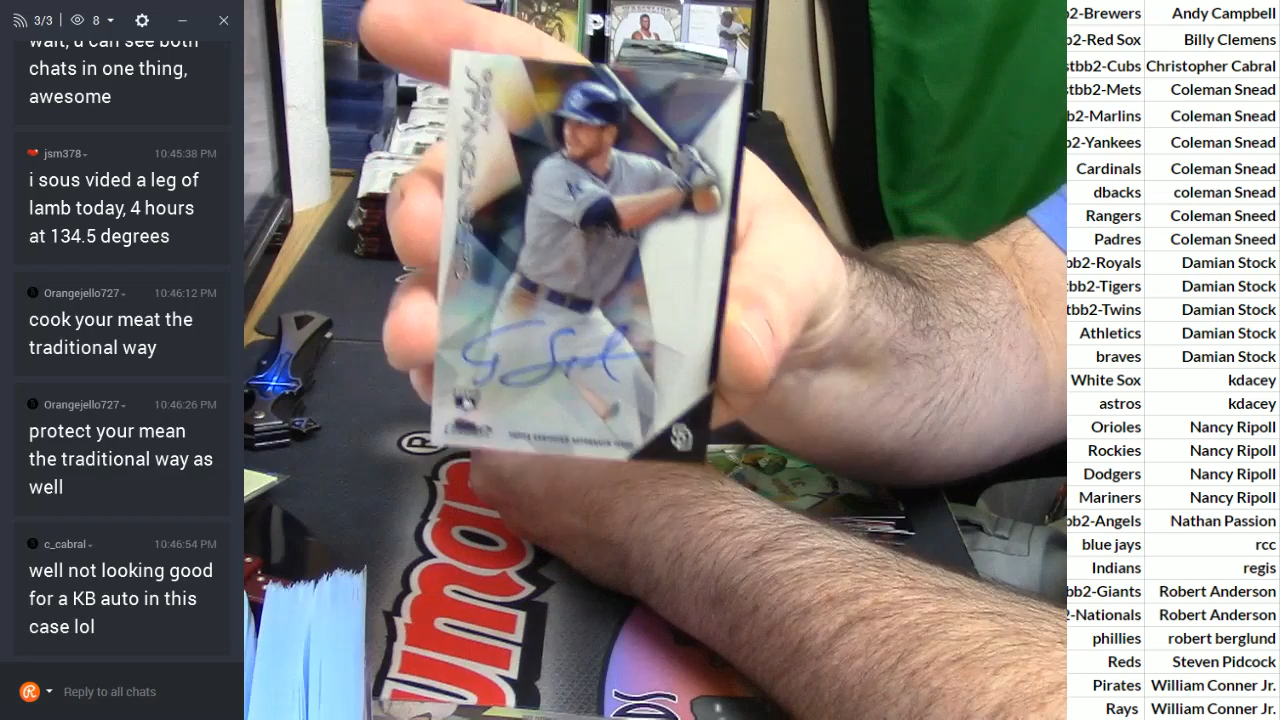 3/3 8
wait, u can see both
chats in one thing,
awesome
jsm378
10:45:38 PM
i sous vided a leg of
lamb today, 4 hours
at 134.5 degrees
Orangejello727
10:46:12 PM
cook your meat the
traditional way
Orangejello727
10:46:26 PM
protect your mean
the traditional way as
well
c_cabral
10:46:54 PM
well not looking good
for a KB auto in this
case lol
Reply to all chats
CORY
SPANGENBERG
SD
R
yman
b2-Brewers Andy Campbell
b2-Red Sox Billy Clemens
stbb2-Cubs Christopher Cabral
tbb2-Mets Coleman Snead
b2-Marlins Coleman Snead
b2-Yankees Coleman Snead
Cardinals Coleman Snead
dbacks coleman Snead
Rangers Coleman Sneed
Padres Coleman Sneed
bb2-Royals Damian Stock
bb2-Tigers Damian Stock
tbb2-Twins Damian Stock
Athletics Damian Stock
braves Damian Stock
White Sox kdacey
astros kdacey
Orioles Nancy Ripoll
Rockies Nancy Ripoll
Dodgers Nancy Ripoll
Mariners Nancy Ripoll
bb2-Angels Nathan Passion
blue jays rcc
Indians regis
bb2-Giants Robert Anderson
2-Nationals Robert Anderson
phillies robert berglund
Reds Steven Pidcock
Pirates William Conner Jr.
Rays William Conner Jr.